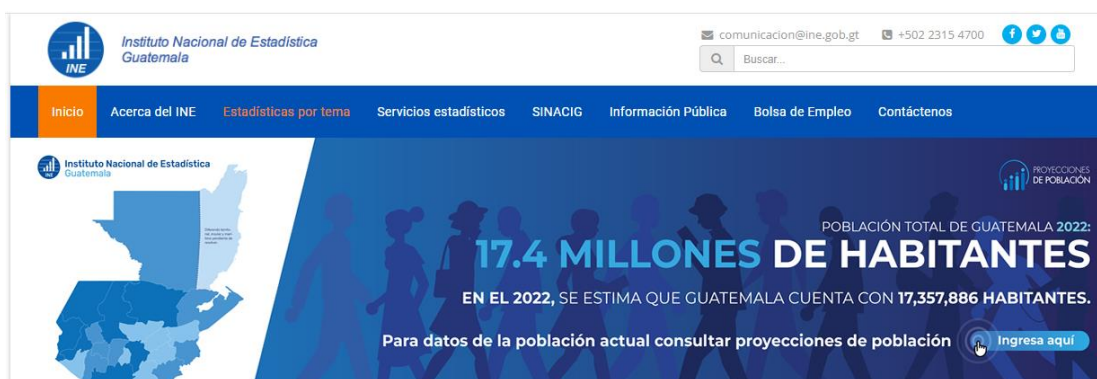 INE
Instituto Nacional de Estadística
Guatemala
comunicacion@ine.gob.gt +502 2315 4700
Buscar...
Inicio Acerca del INE Estadísticas por tema Servicios estadísticos SINACIG Información Pública Bolsa de Empleo Contáctenos
Instituto Nacional de Estadística
Guatemala
PROYECCIONES
DE POBLACIÓN
POBLACIÓN TOTAL DE GUATEMALA 2022:
17.4 MILLONES DE HABITANTES
EN EL 2022, SE ESTIMA QUE GUATEMALA CUENTA CON 17,357,886 HABITANTES.
Para datos de la población actual consultar proyecciones de población Ingresa aquí